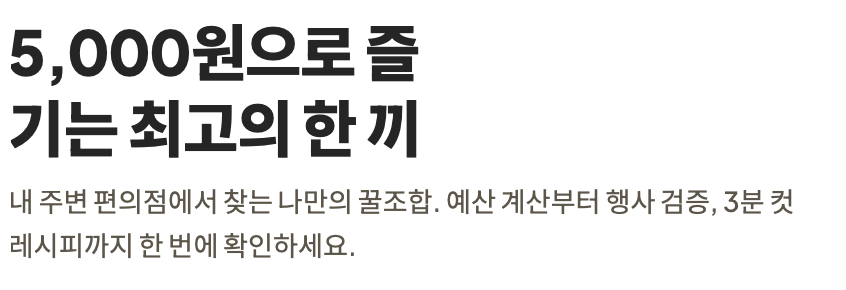 5,000원으로 즐
기는 최고의 한 끼
내 주변 편의점에서 찾는 나만의 꿀조합. 예산 계산부터 행사 검증, 3분 컷
레시피까지 한 번에 확인하세요.